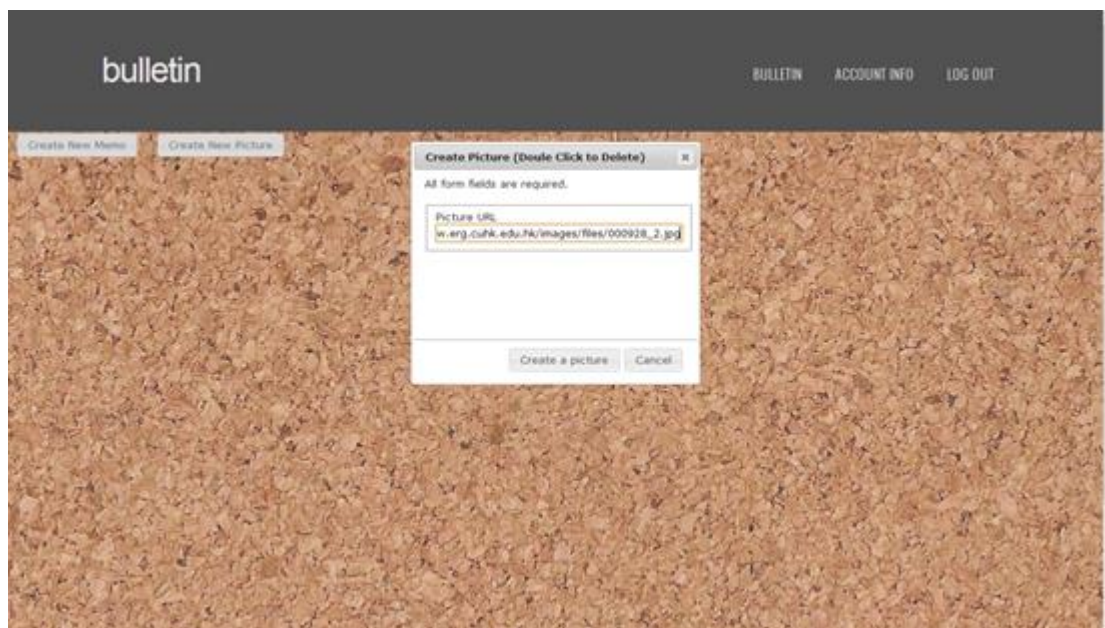 bulletin
BULLETIN ACCOUNT INFO LOG OUT
Create New Memo Create New Picture
Create Picture (Doule Click to Delete) x
All form fields are required.
Picture URL
w.erg.cuhk.edu.hk/images/files/000928_2.jpg
Create a picture Cancel